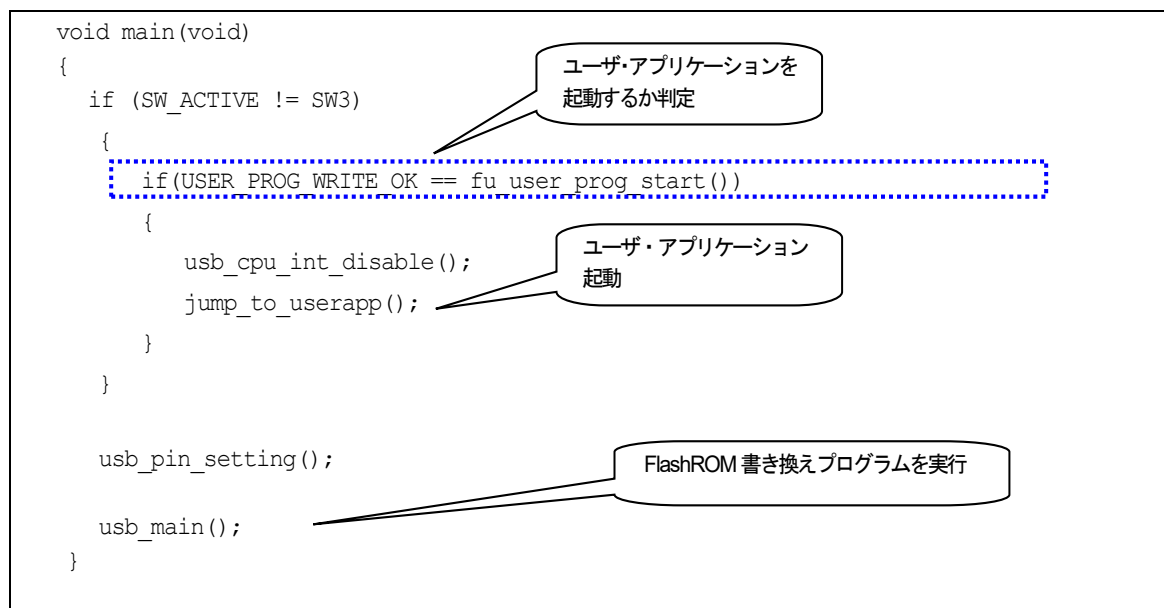 void main(void)
{
ユーザ・アプリケーションを
起動するか判定
if (SW_ACTIVE != SW3)
{
if(USER_PROG_WRITE_OK == fu_user_prog_start())
{
ユーザ・アプリケーション
起動
usb_cpu_int_disable();
jump_to_userapp();
}
}
usb_pin_setting();
FlashROM 書き換えプログラムを実行
usb_main();
}